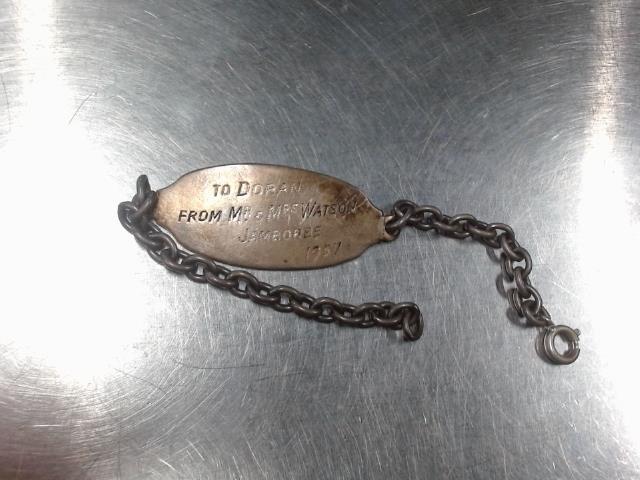 TO DORAN
FROM MR & MRS WATSON
JAMBOREE
1957